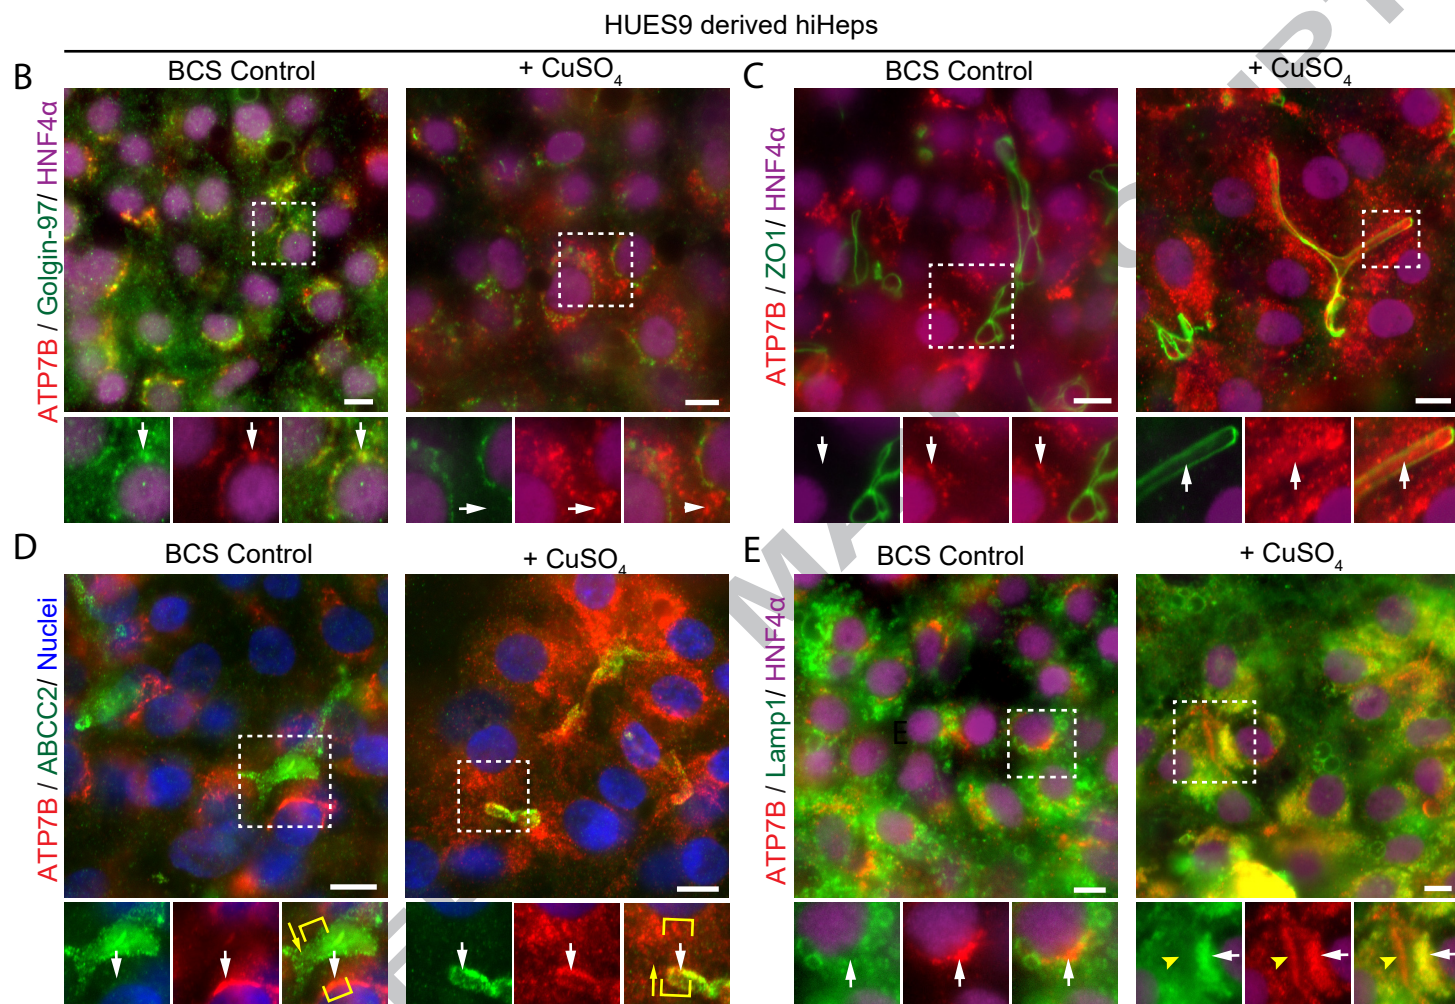 HUES9 derived hiHeps
B
BCS Control
+ CuSO4
ATP7B / Golgin-97/ HNF4α
C
BCS Control
+ CuSO4
ATP7B / ZO1/ HNF4α
D
BCS Control
+ CuSO4
ATP7B / ABCC2/ Nuclei
E
BCS Control
+ CuSO4
ATP7B / Lamp1/ HNF4α
E